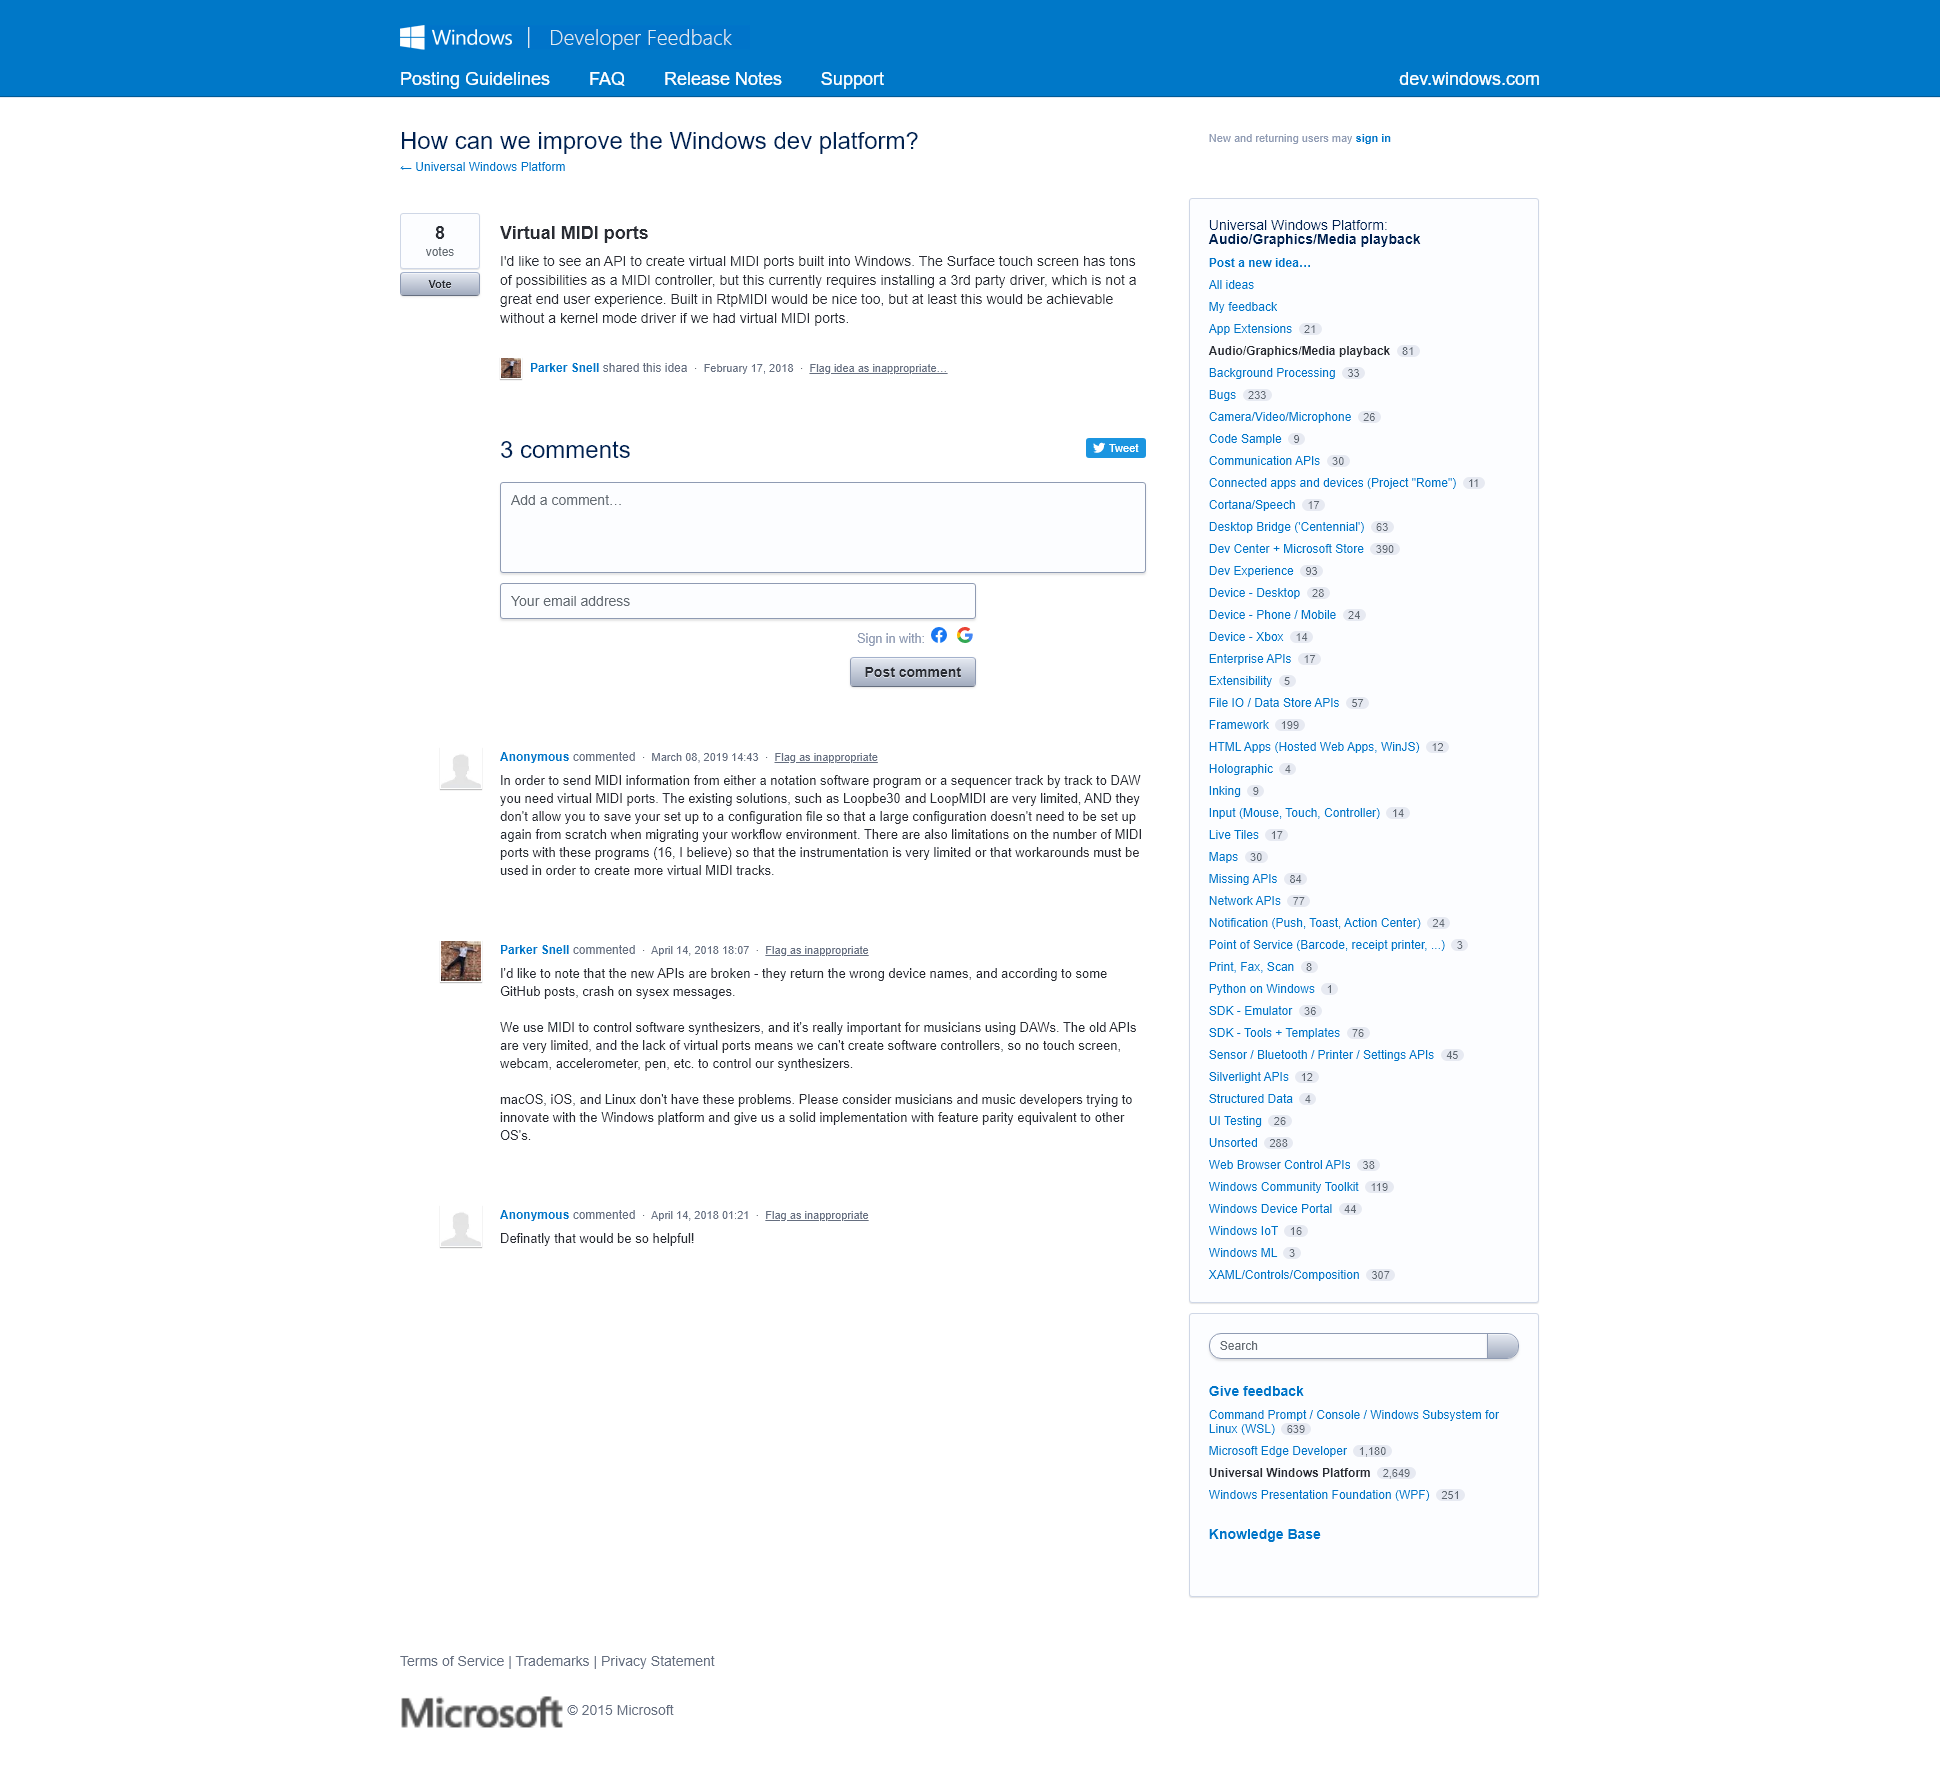 Windows | Developer Feedback
Posting Guidelines FAQ Release Notes Support dev.windows.com
How can we improve the Windows dev platform?
← Universal Windows Platform
New and returning users may sign in
8
votes
Vote
Virtual MIDI ports
I'd like to see an API to create virtual MIDI ports built into Windows. The Surface touch screen has tons
of possibilities as a MIDI controller, but this currently requires installing a 3rd party driver, which is not a
great end user experience. Built in RtpMIDI would be nice too, but at least this would be achievable
without a kernel mode driver if we had virtual MIDI ports.
Parker Snell shared this idea · February 17, 2018 · Flag idea as inappropriate…
3 comments
Tweet
Add a comment…
Your email address
Sign in with:
Post comment
Anonymous commented · March 08, 2019 14:43 · Flag as inappropriate
In order to send MIDI information from either a notation software program or a sequencer track by track to DAW
you need virtual MIDI ports. The existing solutions, such as Loopbe30 and LoopMIDI are very limited, AND they
don't allow you to save your set up to a configuration file so that a large configuration doesn't need to be set up
again from scratch when migrating your workflow environment. There are also limitations on the number of MIDI
ports with these programs (16, I believe) so that the instrumentation is very limited or that workarounds must be
used in order to create more virtual MIDI tracks.
Parker Snell commented · April 14, 2018 18:07 · Flag as inappropriate
I'd like to note that the new APIs are broken - they return the wrong device names, and according to some
GitHub posts, crash on sysex messages.
We use MIDI to control software synthesizers, and it's really important for musicians using DAWs. The old APIs
are very limited, and the lack of virtual ports means we can't create software controllers, so no touch screen,
webcam, accelerometer, pen, etc. to control our synthesizers.
macOS, iOS, and Linux don't have these problems. Please consider musicians and music developers trying to
innovate with the Windows platform and give us a solid implementation with feature parity equivalent to other
OS's.
Anonymous commented · April 14, 2018 01:21 · Flag as inappropriate
Definatly that would be so helpful!
Universal Windows Platform:
Audio/Graphics/Media playback
Post a new idea…
All ideas
My feedback
App Extensions 21
Audio/Graphics/Media playback 81
Background Processing 33
Bugs 233
Camera/Video/Microphone 26
Code Sample 9
Communication APIs 30
Connected apps and devices (Project "Rome") 11
Cortana/Speech 17
Desktop Bridge ('Centennial') 63
Dev Center + Microsoft Store 390
Dev Experience 93
Device - Desktop 28
Device - Phone / Mobile 24
Device - Xbox 14
Enterprise APIs 17
Extensibility 5
File IO / Data Store APIs 57
Framework 199
HTML Apps (Hosted Web Apps, WinJS) 12
Holographic 4
Inking 9
Input (Mouse, Touch, Controller) 14
Live Tiles 17
Maps 30
Missing APIs 84
Network APIs 77
Notification (Push, Toast, Action Center) 24
Point of Service (Barcode, receipt printer, ...) 3
Print, Fax, Scan 8
Python on Windows 1
SDK - Emulator 36
SDK - Tools + Templates 76
Sensor / Bluetooth / Printer / Settings APIs 45
Silverlight APIs 12
Structured Data 4
UI Testing 26
Unsorted 288
Web Browser Control APIs 38
Windows Community Toolkit 119
Windows Device Portal 44
Windows IoT 16
Windows ML 3
XAML/Controls/Composition 307
Search
Give feedback
Command Prompt / Console / Windows Subsystem for
Linux (WSL) 639
Microsoft Edge Developer 1,180
Universal Windows Platform 2,649
Windows Presentation Foundation (WPF) 251
Knowledge Base
Terms of Service | Trademarks | Privacy Statement
Microsoft © 2015 Microsoft